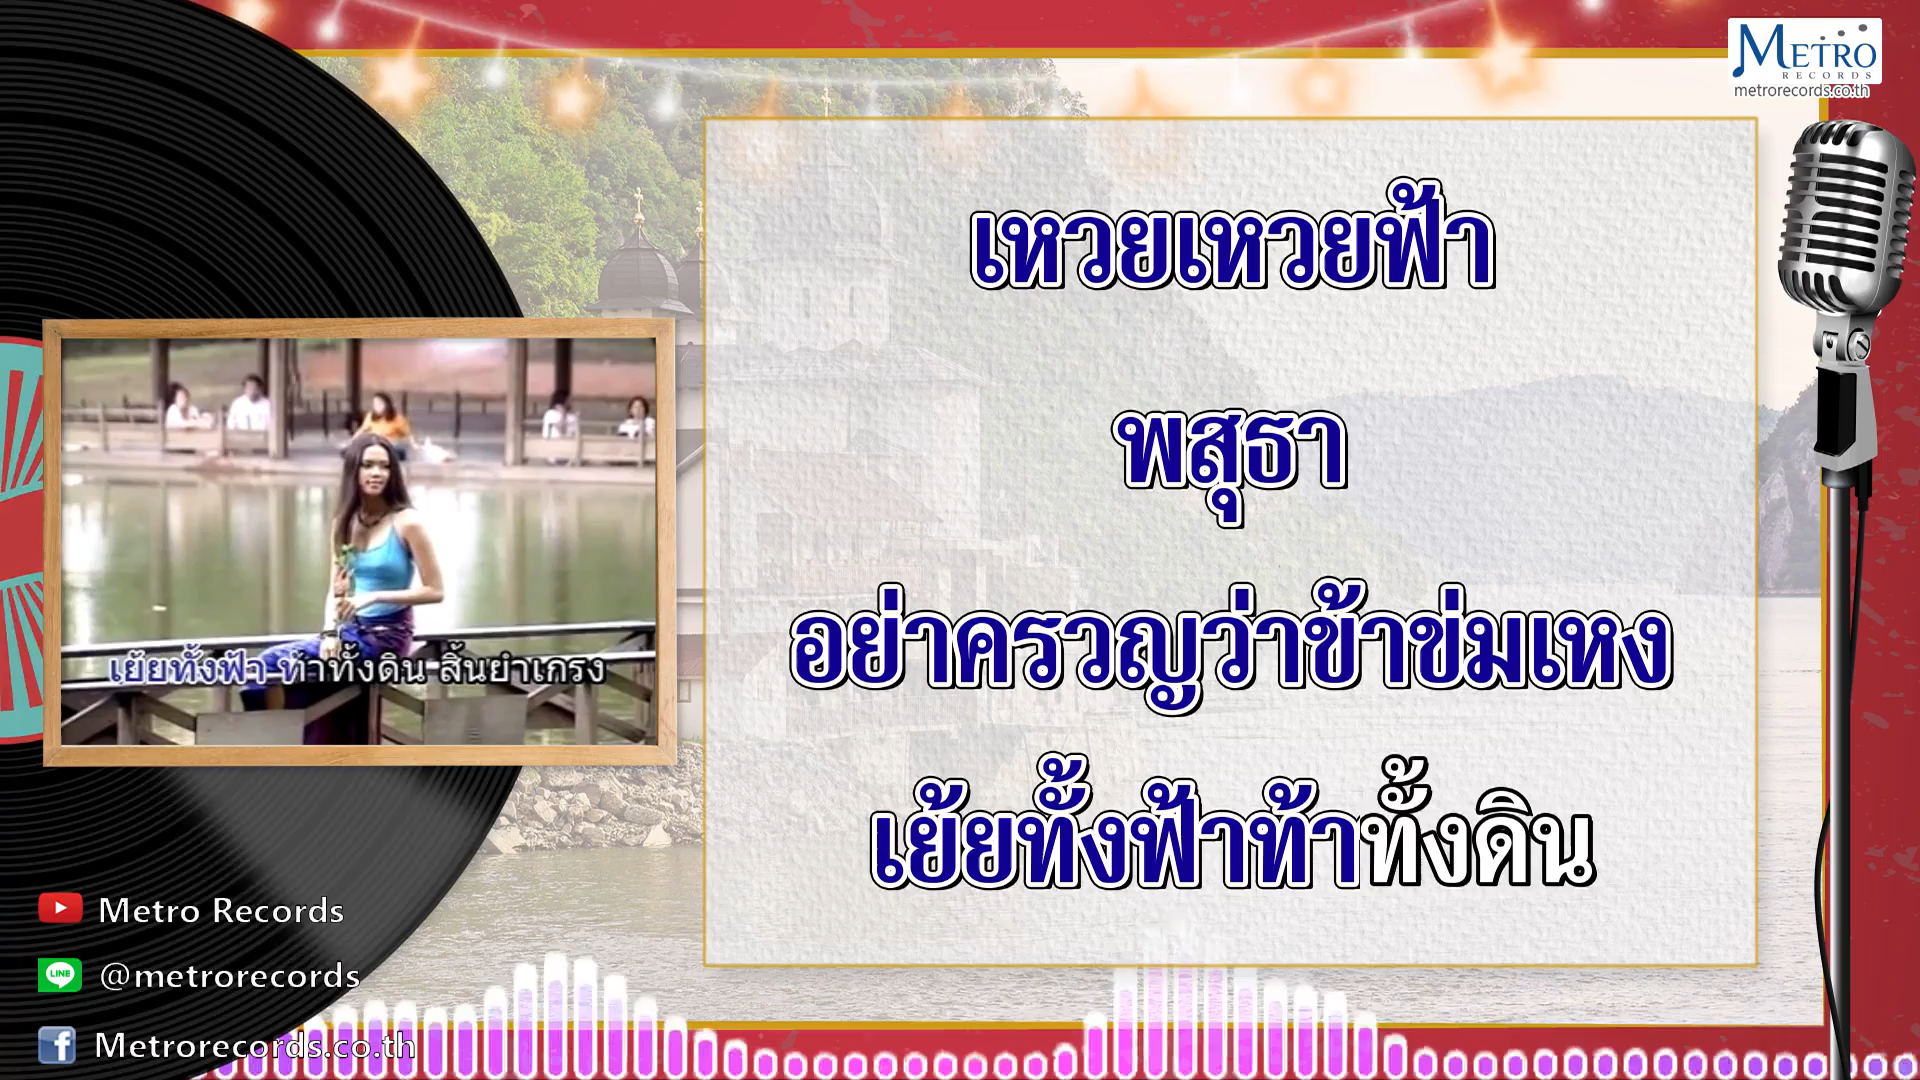 METRO
RECORDS
metrorecords.co.th
เหวยเหวยฟ้า
พสุธา
อย่าครวญว่าข้าข่มเหง
เย้ยทั้งฟ้าท้าทั้งดิน
เย้ยทั้งฟ้า ท้าทั้งดิน สิ้นยำเกรง
Metro Records
LINE @metrorecords
f Metrorecords.co.th